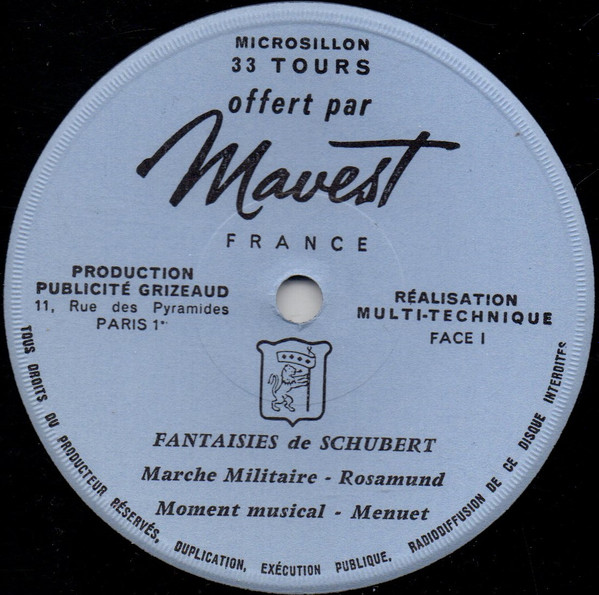 MICROSILLON
33 TOURS
offert par
Mavest
FRANCE
PRODUCTION
PUBLICITÉ GRIZEAUD
11, Rue des Pyramides
PARIS 1er
RÉALISATION
MULTI-TECHNIQUE
FACE I
FANTAISIES de SCHUBERT
Marche Militaire - Rosamund
Moment musical - Menuet
TOUS DROITS DU PRODUCTEUR RÉSERVÉS, DUPLICATION, EXÉCUTION PUBLIQUE, RADIODIFFUSION DE CE DISQUE INTERDITES